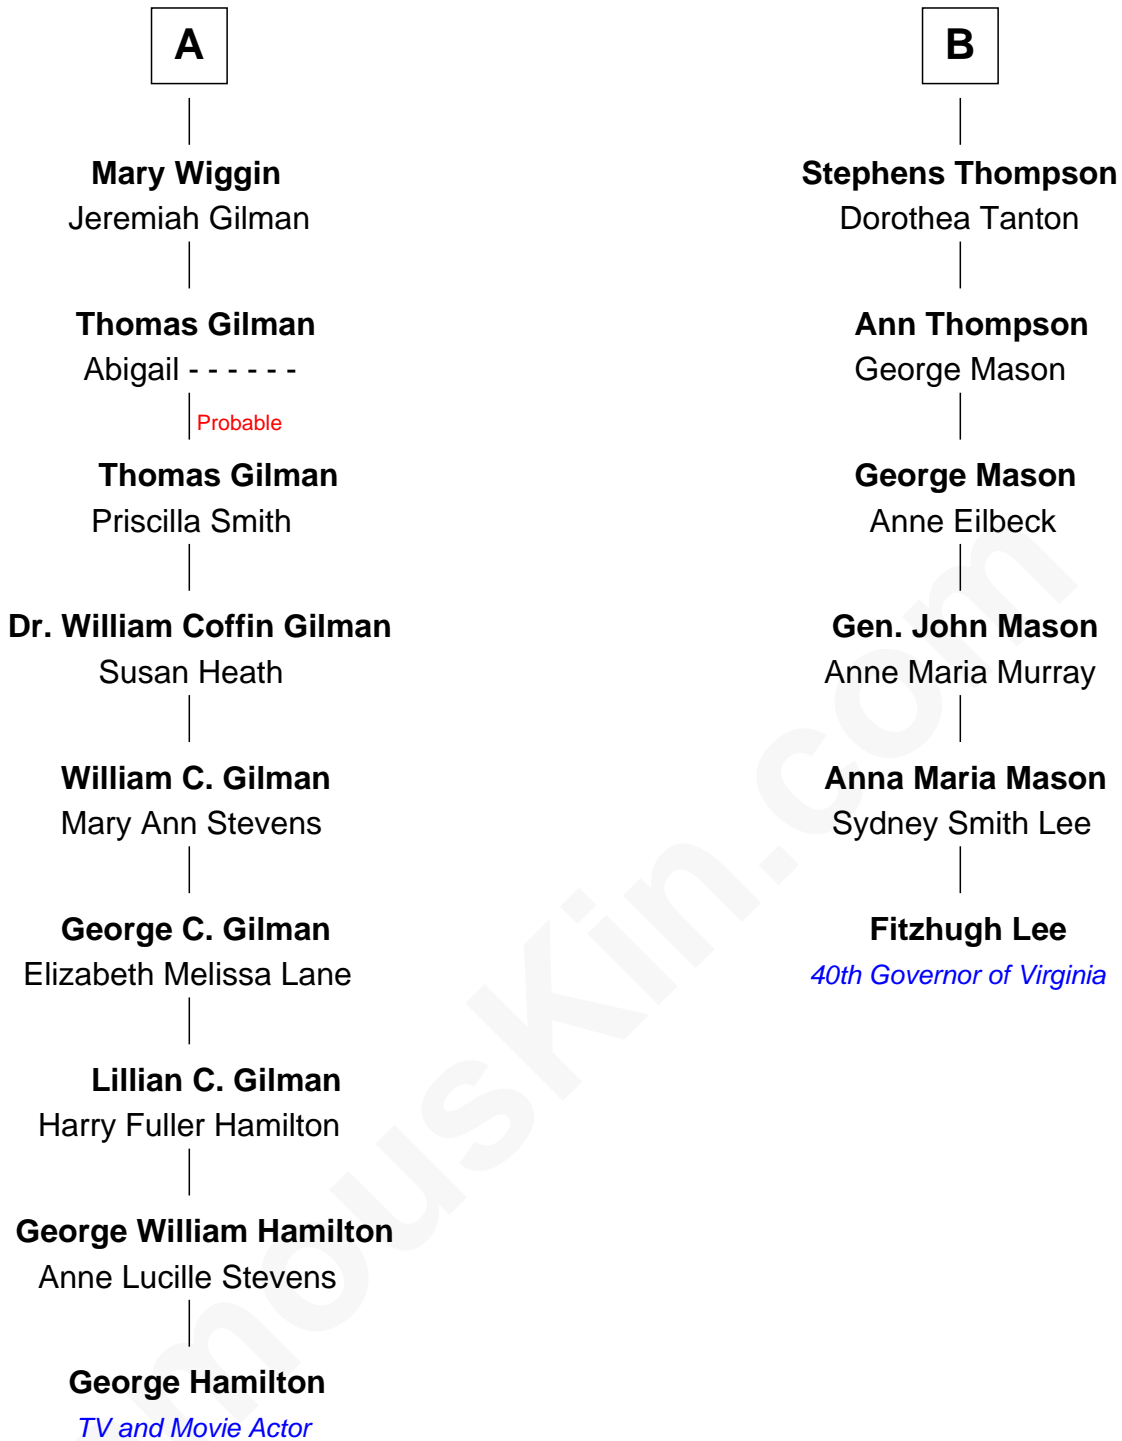 A
Mary Wiggin
Jeremiah Gilman
Thomas Gilman
Abigail - - - - - -
Probable
Thomas Gilman
Priscilla Smith
Dr. William Coffin Gilman
Susan Heath
William C. Gilman
Mary Ann Stevens
George C. Gilman
Elizabeth Melissa Lane
Lillian C. Gilman
Harry Fuller Hamilton
George William Hamilton
Anne Lucille Stevens
George Hamilton
TV and Movie Actor
B
Stephens Thompson
Dorothea Tanton
Ann Thompson
George Mason
George Mason
Anne Eilbeck
Gen. John Mason
Anne Maria Murray
Anna Maria Mason
Sydney Smith Lee
Fitzhugh Lee
40th Governor of Virginia
mousKin.com